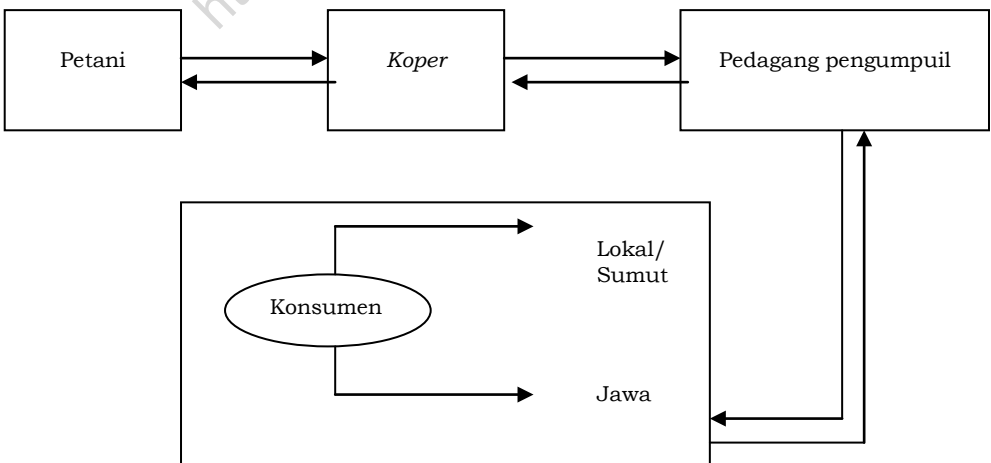 Petani
Koper
Pedagang pengumpuil
Lokal/
Sumut
Konsumen
Jawa